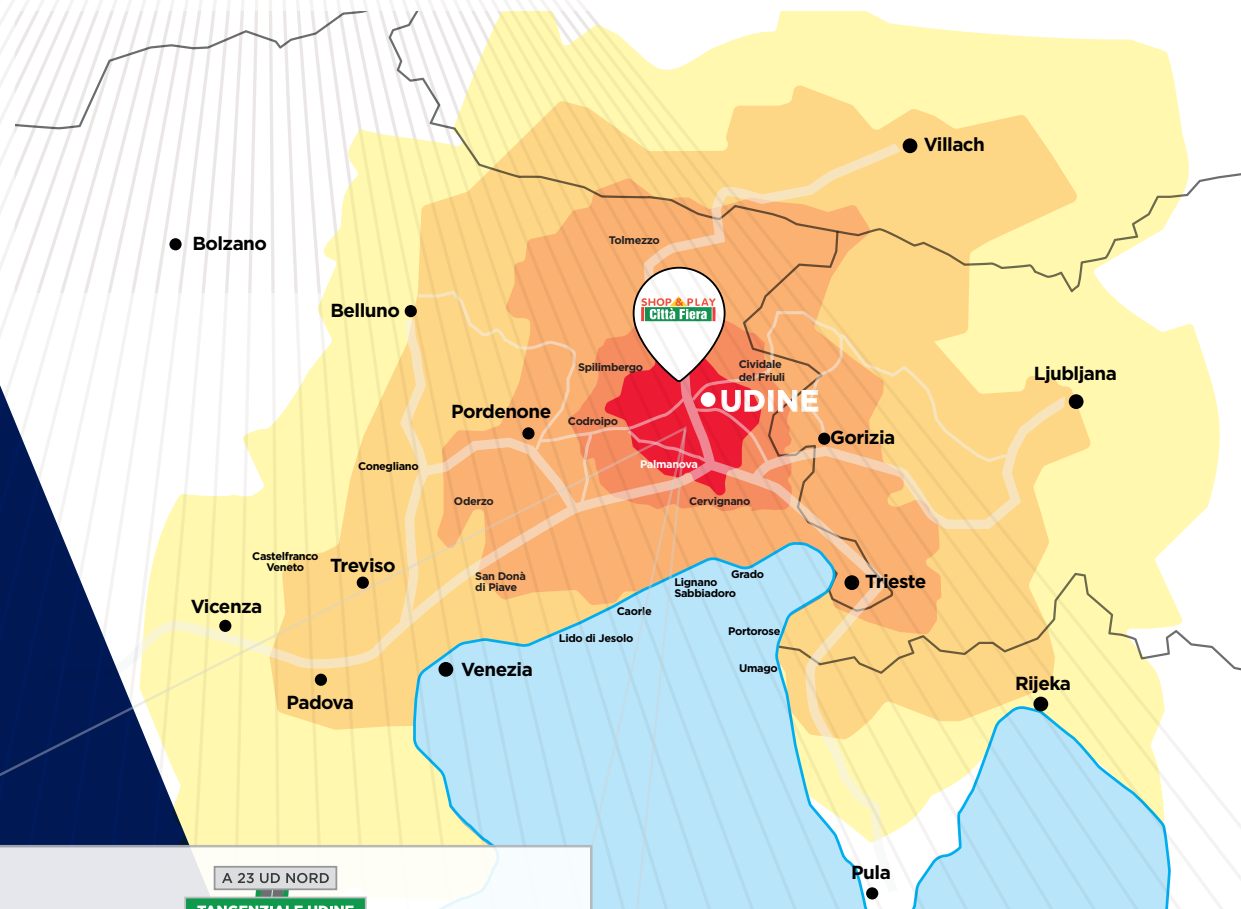 Villach
Bolzano
Tolmezzo
SHOP & PLAY
Città Fiera
Belluno
Spilimbergo
Cividale
del Friuli
Ljubljana
UDINE
Pordenone
Codroipo
Gorizia
Conegliano
Palmanova
Oderzo
Cervignano
Castelfranco
Veneto
Treviso
San Donà
di Piave
Grado
Lignano
Sabbiadoro
Trieste
Vicenza
Caorle
Lido di Jesolo
Portorose
Venezia
Umago
Padova
Rijeka
Pula
A 23 UD NORD
TANGENZIALE UDINE